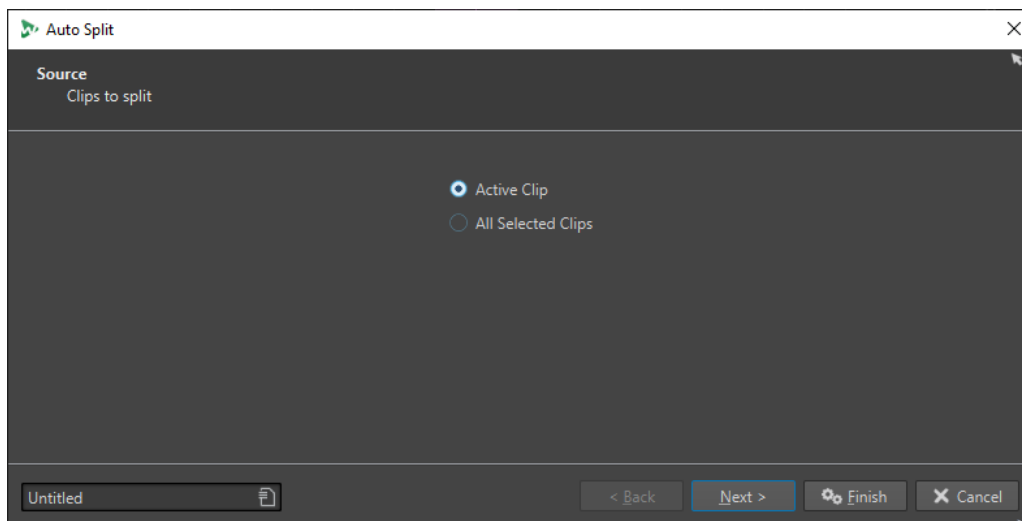 Auto Split
Source
Clips to split
Active Clip
All Selected Clips
Untitled
< Back
Next >
Finish
Cancel